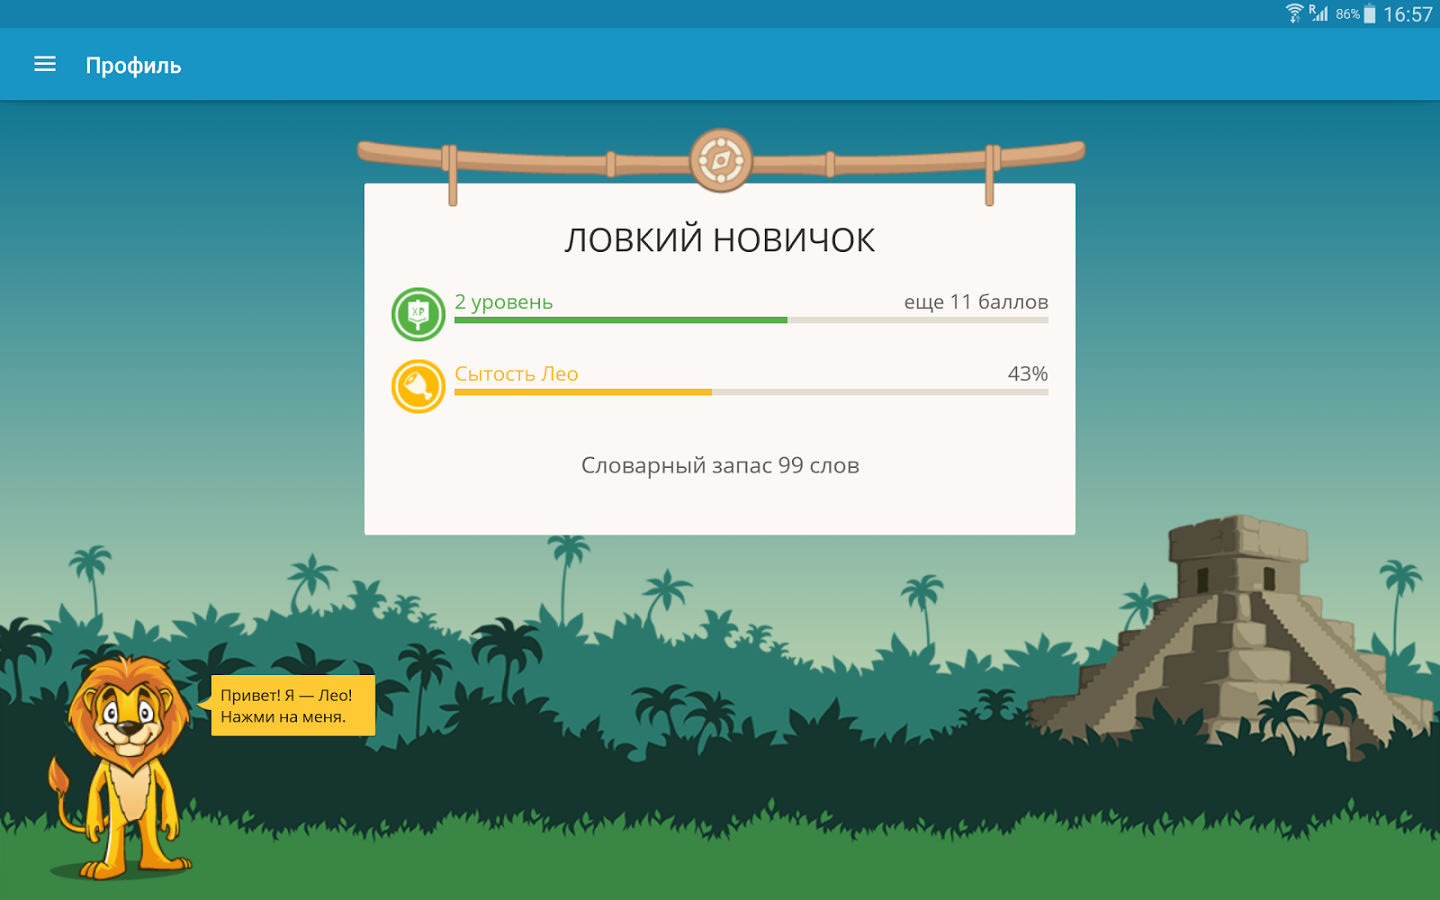 R 86% 16:57
Профиль
ЛОВКИЙ НОВИЧОК
2 уровень еще 11 баллов
XP
Сытость Лео 43%
Словарный запас 99 слов
Привет! Я — Лео!
Нажми на меня.